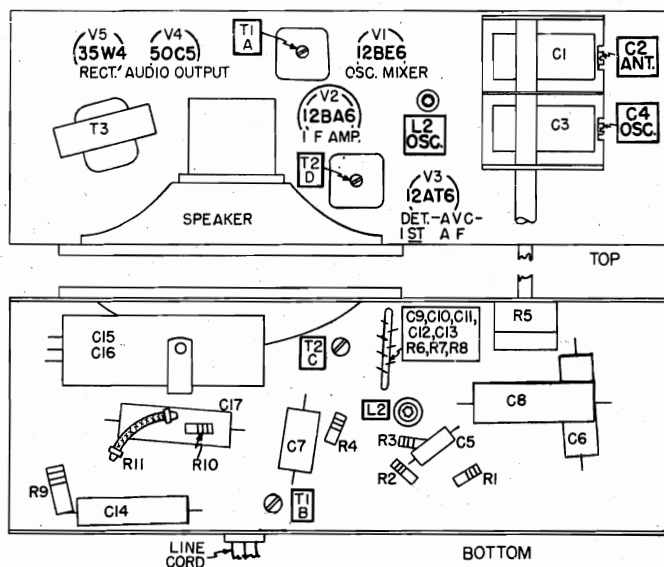 V5
35W4
RECT.
V4
50C5
AUDIO OUTPUT
T1
A
V1
12BE6
OSC. MIXER
C1
C2
ANT.
V2
12BA6
I F AMP.
L2
OSC.
C3
C4
OSC.
T3
T2
D
V3
12AT6
DET.-AVC-
1ST A F
SPEAKER
TOP
C15
C16
T2
C
C9,C10,C11,
C12,C13
R6,R7,R8
R5
C17
L2
C8
C6
R11
R10
C7
R4
R3
C5
R2
R1
R9
C14
T1
B
LINE
CORD
BOTTOM